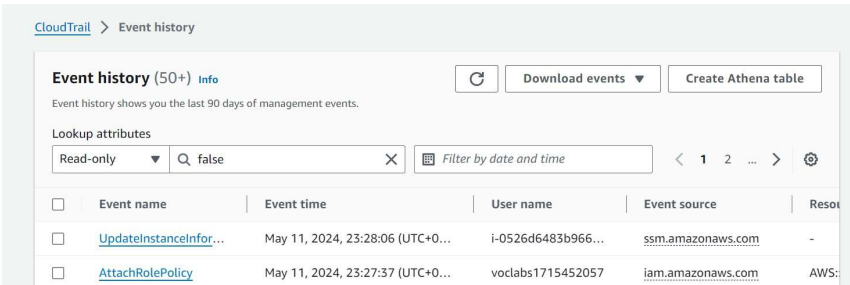 CloudTrail > Event history
Event history (50+) Info
Download events ▼
Create Athena table
Event history shows you the last 90 days of management events.
Lookup attributes
Read-only ▼ false
Filter by date and time
< 1 2 ... >
Event name Event time User name Event source Resou
UpdateInstanceInfor... May 11, 2024, 23:28:06 (UTC+0... i-0526d6483b966... ssm.amazonaws.com -
AttachRolePolicy May 11, 2024, 23:27:37 (UTC+0... voclabs1715452057 iam.amazonaws.com AWS: